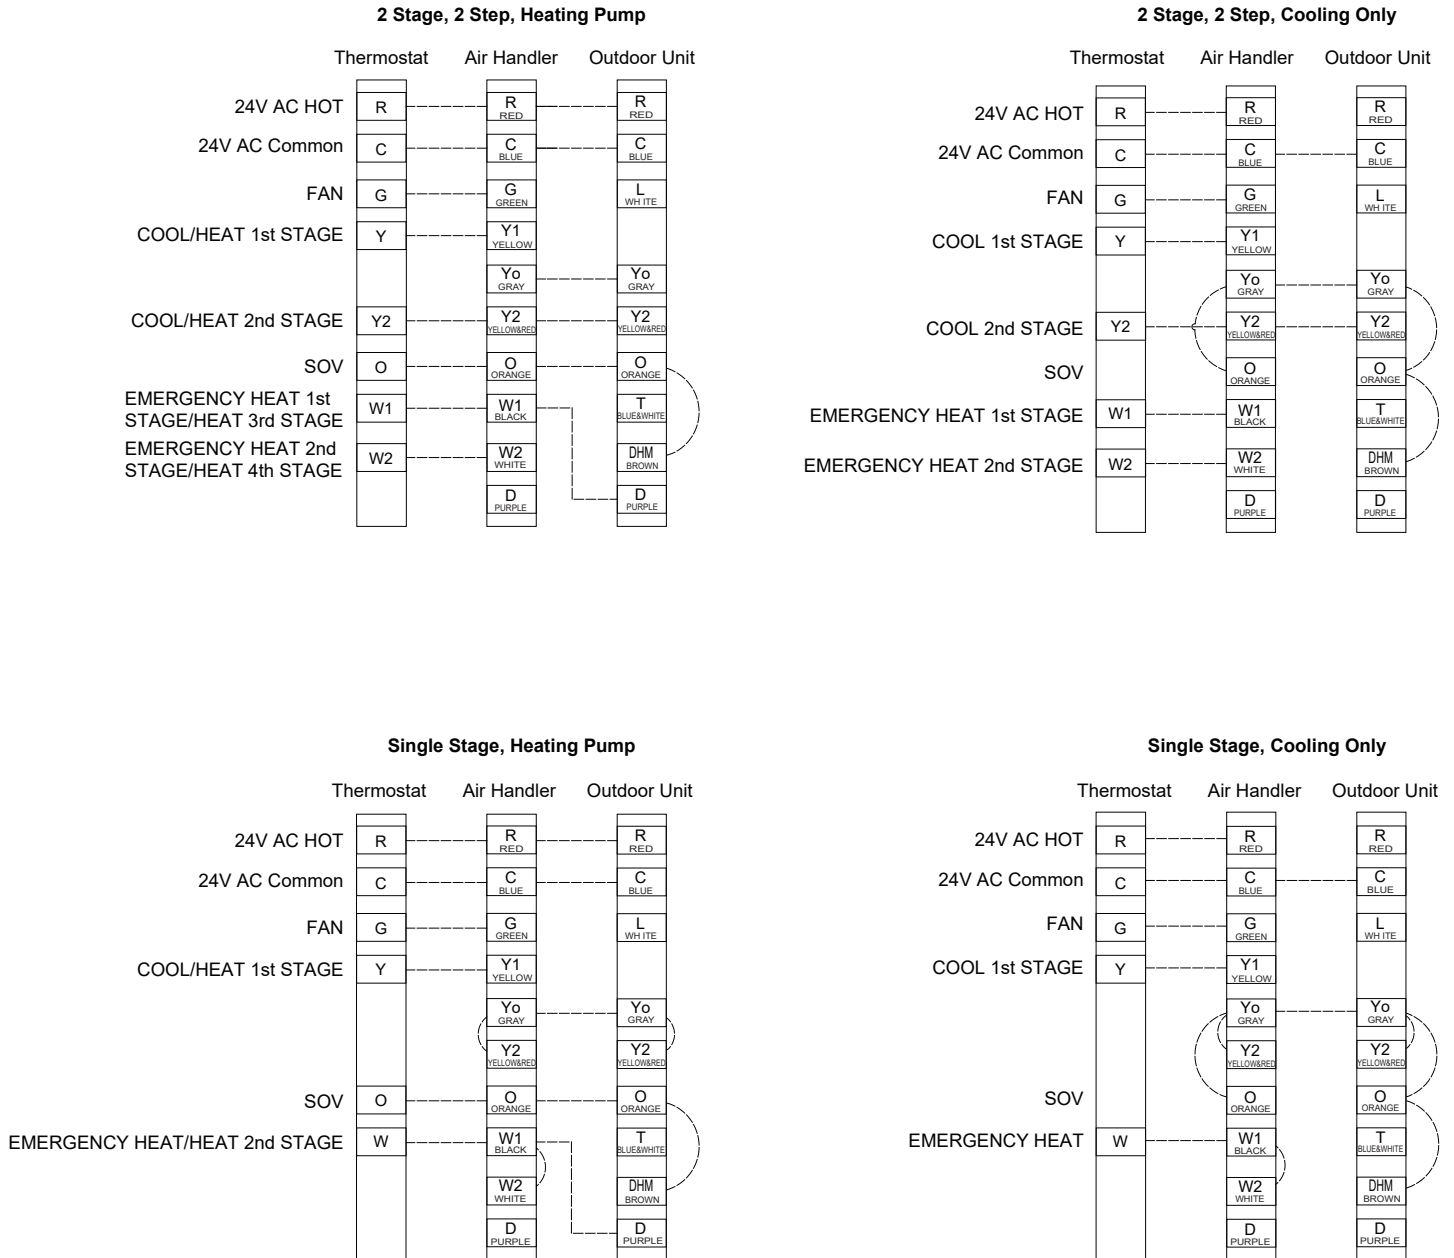 2 Stage, 2 Step, Heating Pump
Thermostat Air Handler Outdoor Unit
24V AC HOT R R R
RED RED
24V AC Common C C C
BLUE BLUE
FAN G G L
GREEN WH ITE
COOL/HEAT 1st STAGE Y Y1
YELLOW
Yo Yo
GRAY GRAY
COOL/HEAT 2nd STAGE Y2 Y2 Y2
YELLOW&RED YELLOW&RED
SOV O O O
ORANGE ORANGE
EMERGENCY HEAT 1st
STAGE/HEAT 3rd STAGE W1 W1 T
BLACK BLUE&WHITE
EMERGENCY HEAT 2nd
STAGE/HEAT 4th STAGE W2 W2 DHM
WHITE BROWN
D D
PURPLE PURPLE
2 Stage, 2 Step, Cooling Only
Thermostat Air Handler Outdoor Unit
24V AC HOT R R R
RED RED
24V AC Common C C C
BLUE BLUE
FAN G G L
GREEN WH ITE
COOL 1st STAGE Y Y1
YELLOW
Yo Yo
GRAY GRAY
COOL 2nd STAGE Y2 Y2 Y2
YELLOW&RED YELLOW&RED
SOV O O
ORANGE ORANGE
EMERGENCY HEAT 1st STAGE W1 W1 T
BLACK BLUE&WHITE
EMERGENCY HEAT 2nd STAGE W2 W2 DHM
WHITE BROWN
D D
PURPLE PURPLE
Single Stage, Heating Pump
Thermostat Air Handler Outdoor Unit
24V AC HOT R R R
RED RED
24V AC Common C C C
BLUE BLUE
FAN G G L
GREEN WH ITE
COOL/HEAT 1st STAGE Y Y1
YELLOW
Yo Yo
GRAY GRAY
Y2 Y2
YELLOW&RED YELLOW&RED
SOV O O O
ORANGE ORANGE
EMERGENCY HEAT/HEAT 2nd STAGE W W1 T
BLACK BLUE&WHITE
W2 DHM
WHITE BROWN
D D
PURPLE PURPLE
Single Stage, Cooling Only
Thermostat Air Handler Outdoor Unit
24V AC HOT R R R
RED RED
24V AC Common C C C
BLUE BLUE
FAN G G L
GREEN WH ITE
COOL 1st STAGE Y Y1
YELLOW
Yo Yo
GRAY GRAY
Y2 Y2
YELLOW&RED YELLOW&RED
SOV O O
ORANGE ORANGE
EMERGENCY HEAT W W1 T
BLACK BLUE&WHITE
W2 DHM
WHITE BROWN
D D
PURPLE PURPLE